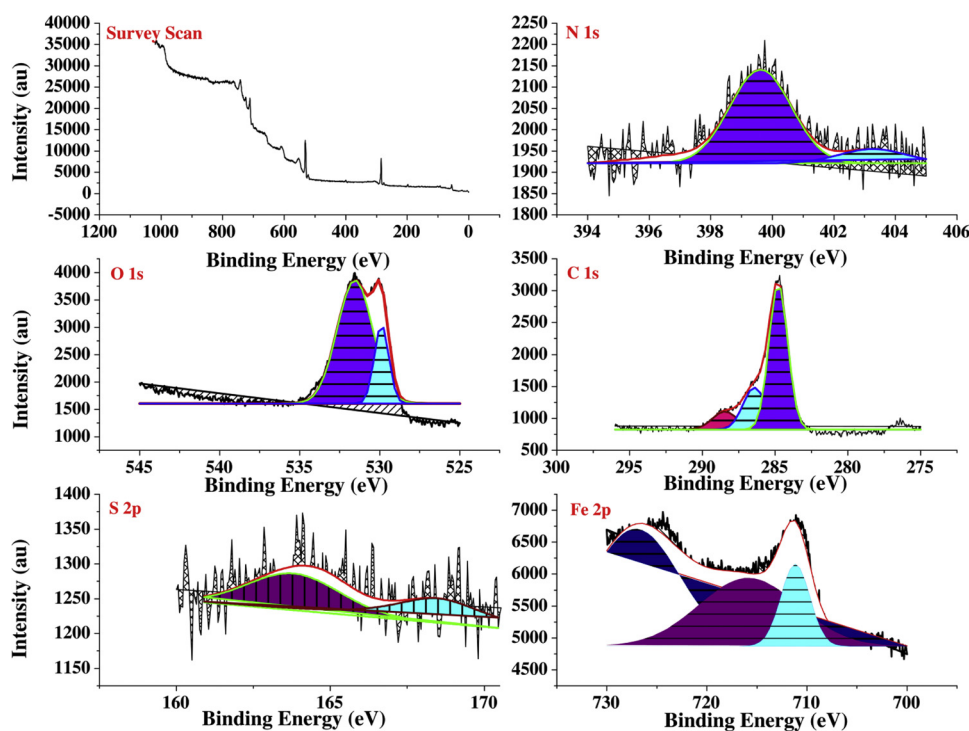 Survey Scan
Intensity (au)
40000
35000
30000
25000
20000
15000
10000
5000
0
-5000
1200 1000 800 600 400 200 0
Binding Energy (eV)
N 1s
2250
2200
2150
2100
2050
2000
1950
1900
1850
1800
394 396 398 400 402 404 406
Binding Energy (eV)
O 1s
Intensity (au)
4000
3500
3000
2500
2000
1500
1000
545 540 535 530 525
Binding Energy (eV)
C 1s
3500
3000
2500
2000
1500
1000
500
300 295 290 285 280 275
Binding Energy (eV)
S 2p
Intensity (au)
1400
1350
1300
1250
1200
1150
1125
160 165 170
Binding Energy (eV)
Fe 2p
7000
6500
6000
5500
5000
4500
730 720 710 700
Binding Energy (eV)